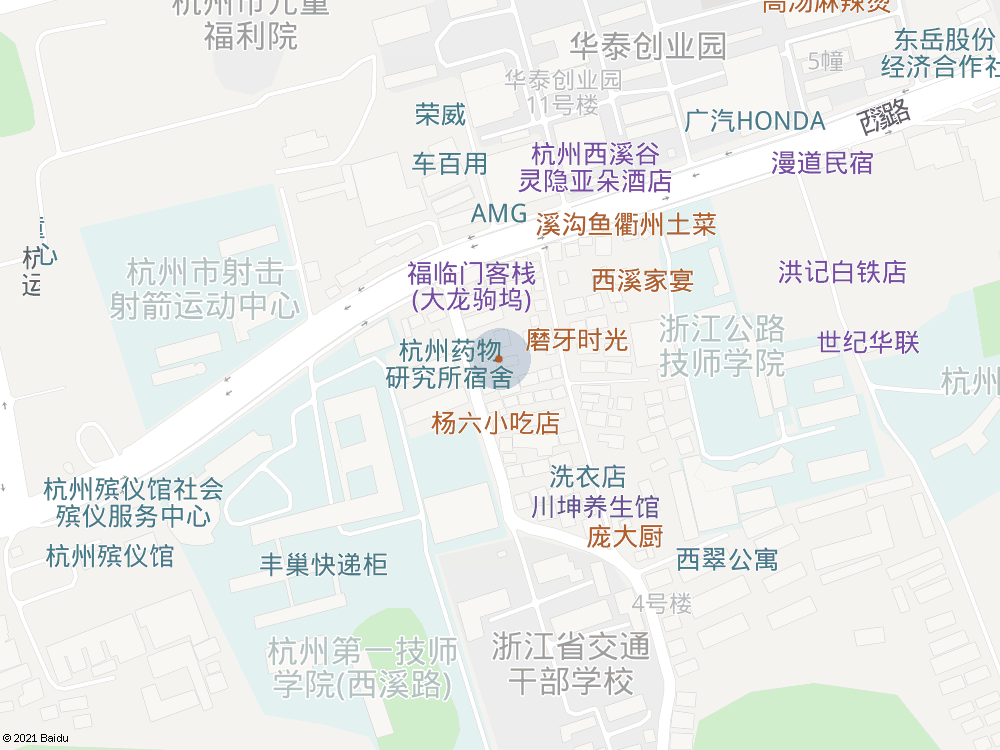 杭州市儿童
福利院
高汤麻辣烫
华泰创业园
东岳股份
经济合作社
5幢
华泰创业园
11号楼
荣威
广汽HONDA
西溪路
车百用
杭州西溪谷
灵隐亚朵酒店
漫道民宿
AMG
溪沟鱼衢州土菜
心
杭
运
杭州市射击
射箭运动中心
福临门客栈
(大龙驹坞)
西溪家宴
洪记白铁店
磨牙时光
浙江公路
技师学院
世纪华联
杭州药物
研究所宿舍
杭州
杨六小吃店
洗衣店
川坤养生馆
庞大厨
杭州殡仪馆社会
殡仪服务中心
杭州殡仪馆
丰巢快递柜
西翠公寓
4号楼
杭州第一技师
学院(西溪路)
浙江省交通
干部学校
© 2021 Baidu